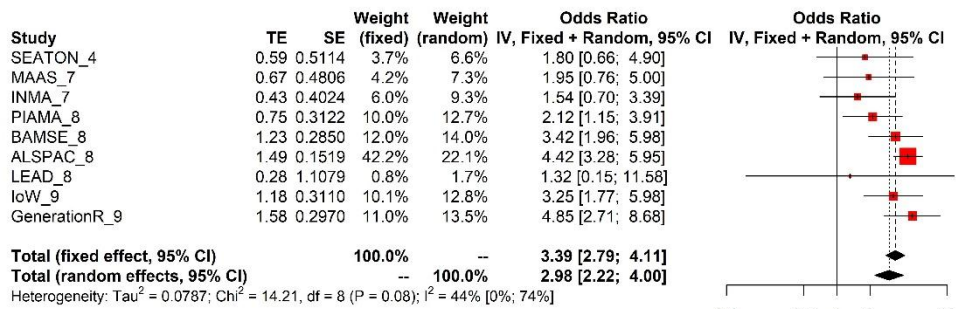 Weight Weight Odds Ratio Odds Ratio
Study TE SE (fixed) (random) IV, Fixed + Random, 95% CI IV, Fixed + Random, 95% CI
SEATON_4 0.59 0.5114 3.7% 6.6% 1.80 [0.66; 4.90]
MAAS_7 0.67 0.4806 4.2% 7.3% 1.95 [0.76; 5.00]
INMA_7 0.43 0.4024 6.0% 9.3% 1.54 [0.70; 3.39]
PIAMA_8 0.75 0.3122 10.0% 12.7% 2.12 [1.15; 3.91]
BAMSE_8 1.23 0.2850 12.0% 14.0% 3.42 [1.96; 5.98]
ALSPAC_8 1.49 0.1519 42.2% 22.1% 4.42 [3.28; 5.95]
LEAD_8 0.28 1.1079 0.8% 1.7% 1.32 [0.15; 11.58]
IoW_9 1.18 0.3110 10.1% 12.8% 3.25 [1.77; 5.98]
GenerationR_9 1.58 0.2970 11.0% 13.5% 4.85 [2.71; 8.68]
Total (fixed effect, 95% CI) 100.0% -- 3.39 [2.79; 4.11]
Total (random effects, 95% CI) -- 100.0% 2.98 [2.22; 4.00]
Heterogeneity: Tau² = 0.0787; Chi² = 14.21, df = 8 (P = 0.08); I² = 44% [0%; 74%]